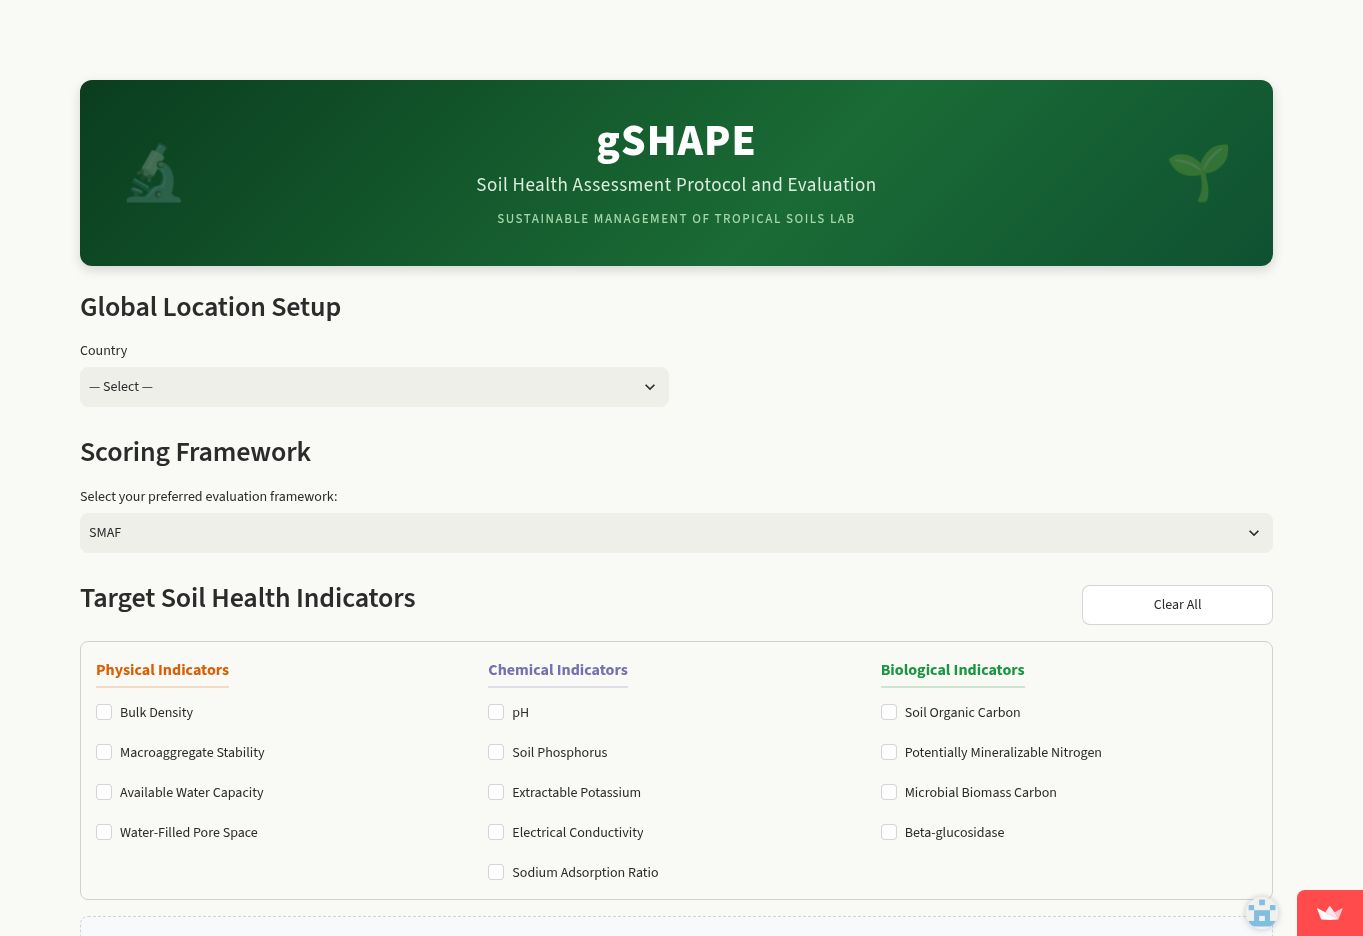 gSHAPE
Soil Health Assessment Protocol and Evaluation
SUSTAINABLE MANAGEMENT OF TROPICAL SOILS LAB
Global Location Setup
Country
— Select —
Scoring Framework
Select your preferred evaluation framework:
SMAF
Target Soil Health Indicators
Clear All
Physical Indicators
Bulk Density
Macroaggregate Stability
Available Water Capacity
Water-Filled Pore Space
Chemical Indicators
pH
Soil Phosphorus
Extractable Potassium
Electrical Conductivity
Sodium Adsorption Ratio
Biological Indicators
Soil Organic Carbon
Potentially Mineralizable Nitrogen
Microbial Biomass Carbon
Beta-glucosidase